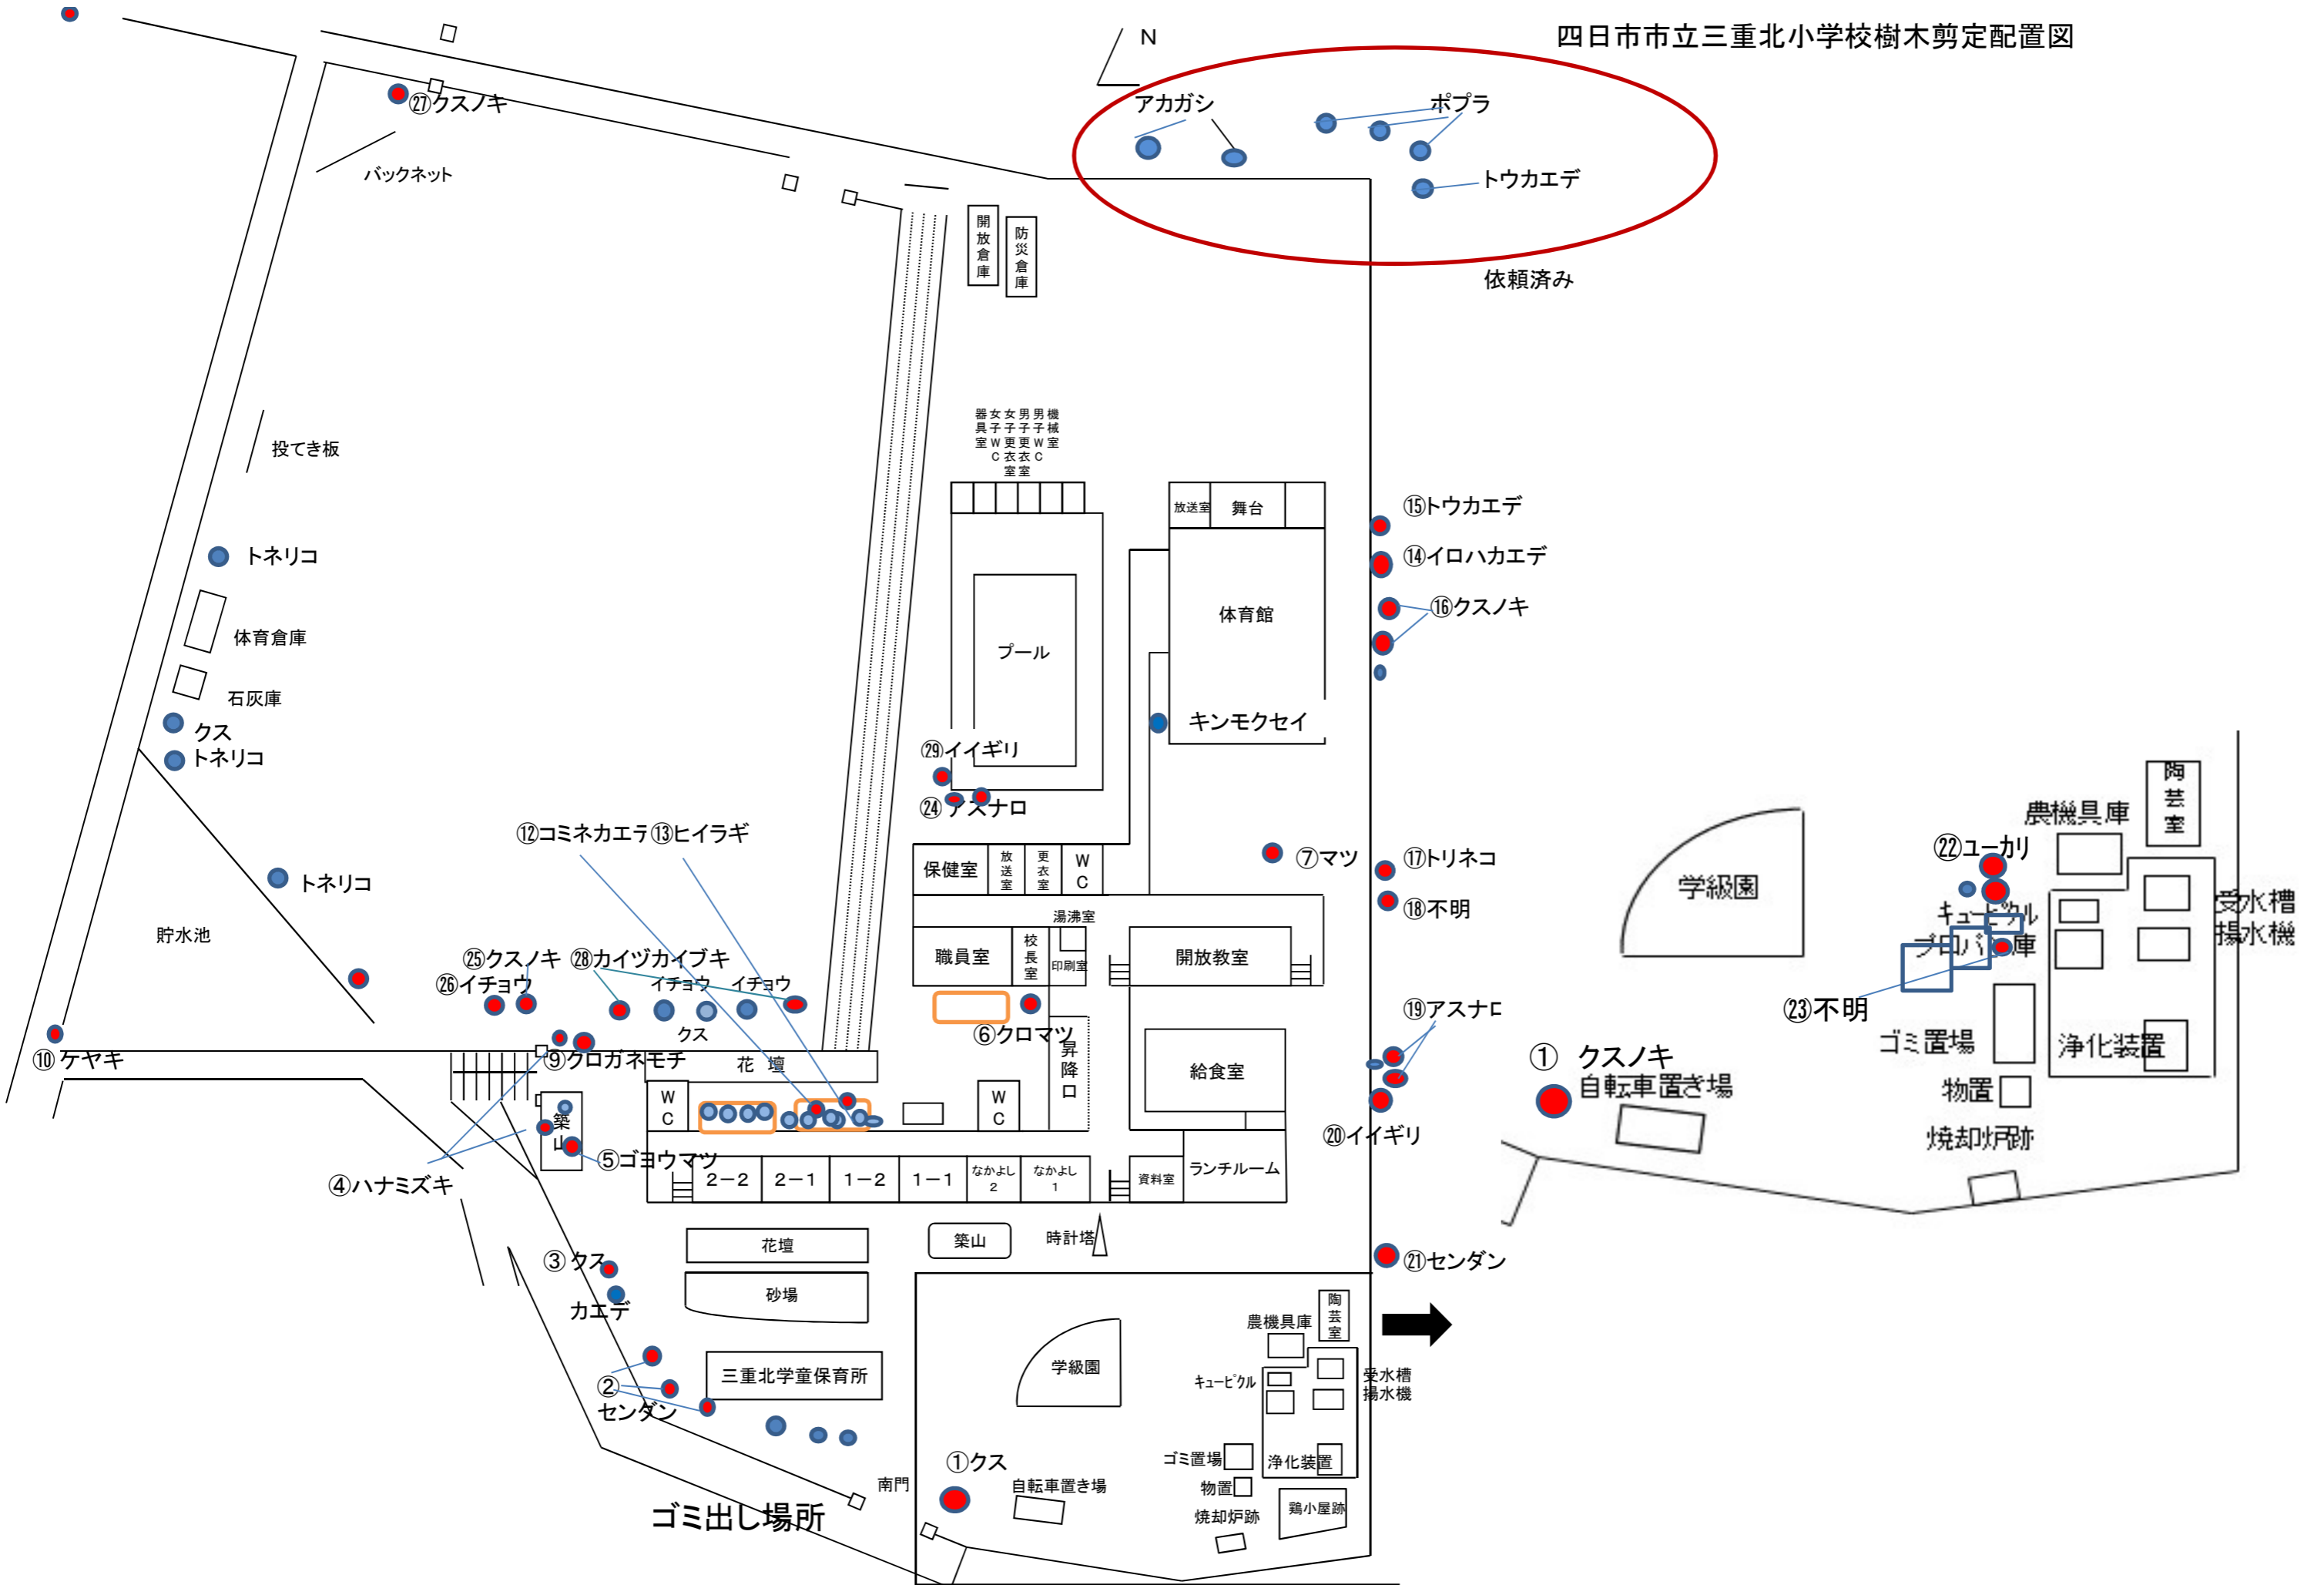 四日市市立三重北小学校樹木剪定配置図
N
アカガシ
ポプラ
トウカエデ
依頼済み
㉗クスノキ
バックネット
開放倉庫
防災倉庫
投てき板
器具室
女子WC
女子更衣室
男子更衣室
男子WC
機械室
放送室
舞台
⑮トウカエデ
⑭イロハカエデ
⑯クスノキ
トネリコ
体育倉庫
石灰庫
クス
トネリコ
プール
体育館
キンモクセイ
㉙イイギリ
㉔アスナロ
⑫コミネカエデ
⑬ヒイラギ
保健室
放送室
更衣室
WC
⑦マツ
⑰トリネコ
⑱不明
トネリコ
貯水池
湯沸室
職員室
校長室
印刷室
開放教室
㉕クスノキ
㉘カイヅカイブキ
㉖イチョウ
イチョウ
イチョウ
クス
⑥クロマツ
⑲アスナロ
⑩ケヤキ
⑨クロガネモチ
花壇
昇降口
給食室
WC
WC
築山
⑤ゴヨウマツ
④ハナミズキ
⑳イイギリ
2－2
2－1
1－2
1－1
なかよし2
なかよし1
資料室
ランチルーム
花壇
築山
時計塔
③クス
カエデ
砂場
㉑センダン
②
センダン
三重北学童保育所
学級園
農機具庫
陶芸室
キュービクル
受水槽
揚水機
①クス
自転車置き場
ゴミ置場
浄化装置
物置
焼却炉跡
鶏小屋跡
南門
ゴミ出し場所
陶芸室
農機具庫
㉒ユーカリ
学級園
キュービクル
プロパン庫
受水槽
揚水機
㉓不明
ゴミ置場
浄化装置
① クスノキ
自転車置き場
物置
焼却炉跡